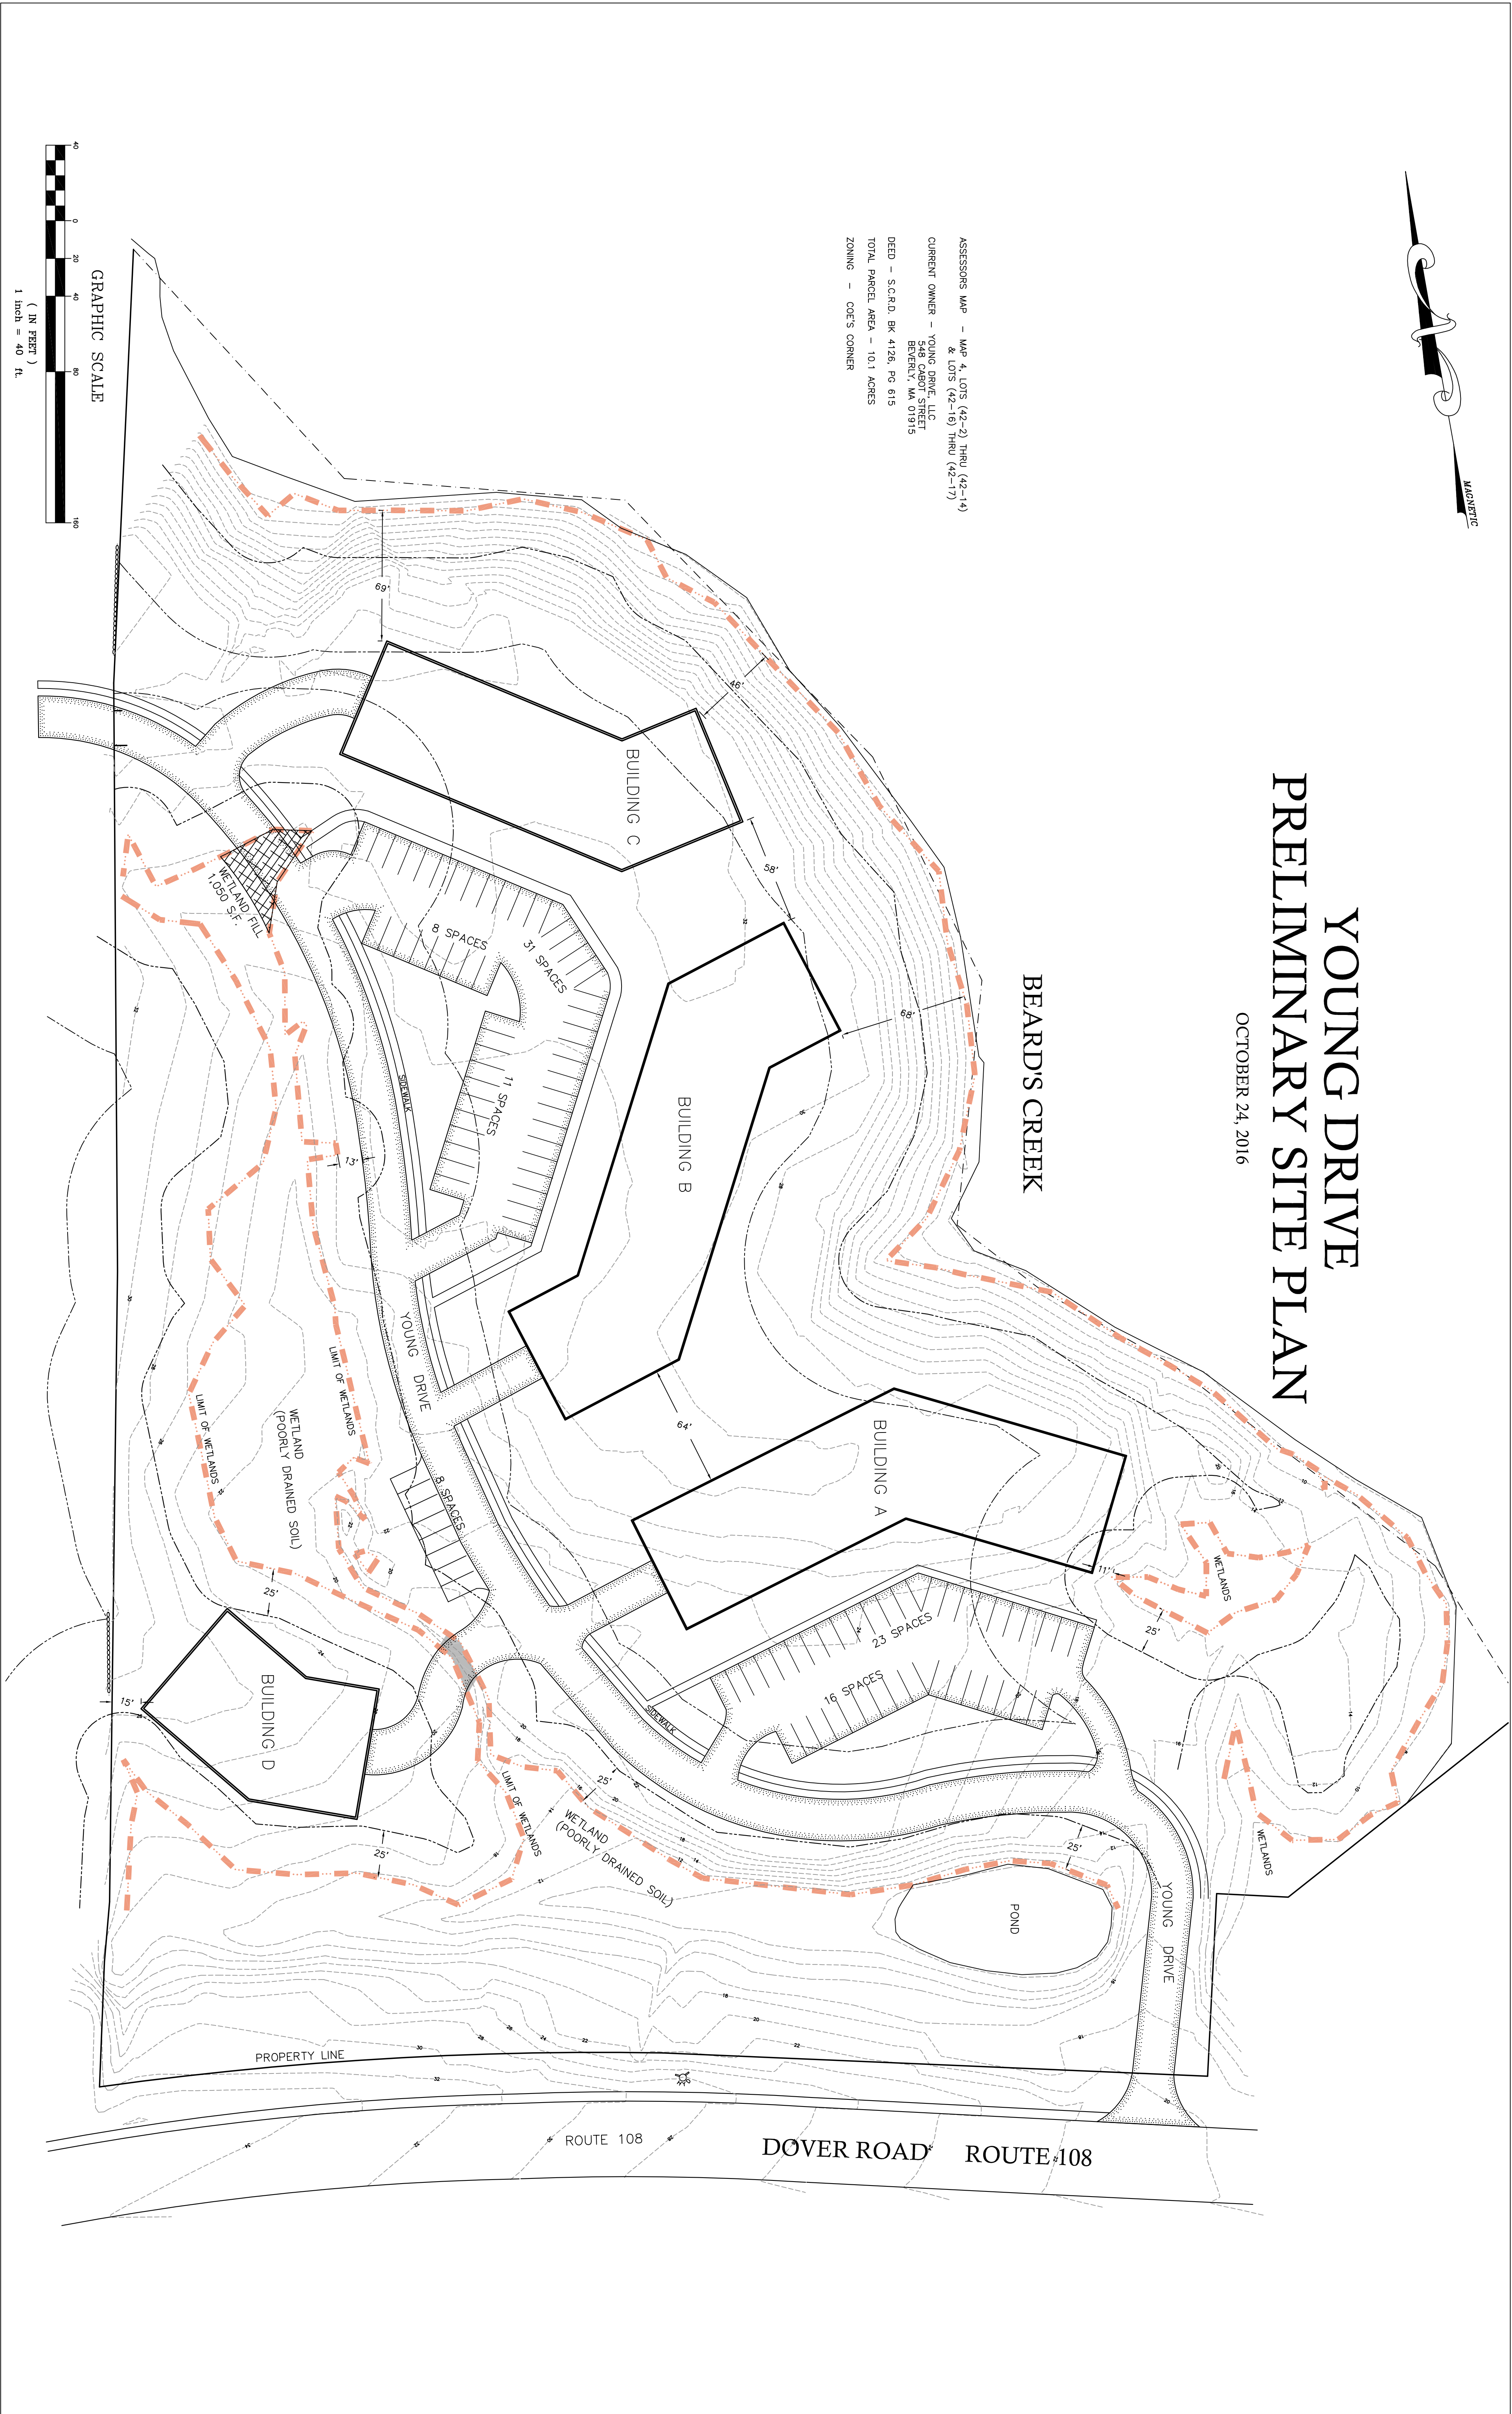 YOUNG DRIVE
PRELIMINARY SITE PLAN
OCTOBER 24, 2016
MAGNETIC
ASSESSORS MAP – MAP 4, LOTS (42–2) THRU (42–14)
& LOTS (42–16) THRU (42–17)
CURRENT OWNER – YOUNG DRIVE, LLC
548 CABOT STREET
BEVERLY, MA 01915
DEED – S.C.R.D. BK 4126, PG 615
TOTAL PARCEL AREA – 10.1 ACRES
ZONING – COE'S CORNER
BEARD'S CREEK
WETLANDS
25'
11'
WETLANDS
46'
69'
BUILDING C
58'
68'
BUILDING B
64'
BUILDING A
31 SPACES
8 SPACES
11 SPACES
SIDEWALK
13'
23 SPACES
16 SPACES
SIDEWALK
YOUNG DRIVE
8 SPACES
WETLAND FILL
1,050 S.F.
LIMIT OF WETLANDS
WETLAND
(POORLY DRAINED SOIL)
LIMIT OF WETLANDS
25'
BUILDING D
15'
25'
25'
LIMIT OF WETLANDS
WETLAND
(POORLY DRAINED SOIL)
25'
POND
YOUNG DRIVE
PROPERTY LINE
ROUTE 108
DOVER ROAD ROUTE 108
GRAPHIC SCALE
40 0 20 40 80 160
( IN FEET )
1 inch = 40 ft.